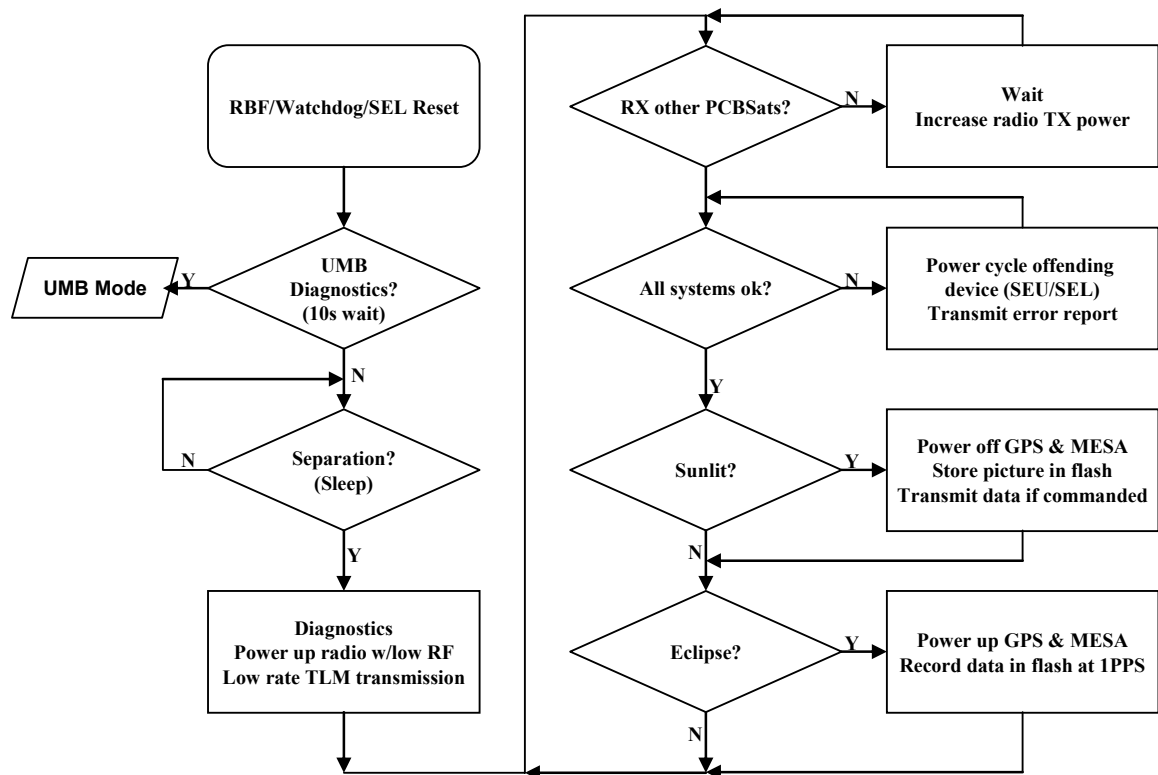 RBF/Watchdog/SEL Reset
UMB
Diagnostics?
(10s wait)
Y
UMB Mode
N
Separation?
(Sleep)
N
Y
Diagnostics
Power up radio w/low RF
Low rate TLM transmission
RX other PCBSats?
N
Wait
Increase radio TX power
All systems ok?
N
Power cycle offending
device (SEU/SEL)
Transmit error report
Y
Sunlit?
Y
Power off GPS & MESA
Store picture in flash
Transmit data if commanded
N
Eclipse?
Y
Power up GPS & MESA
Record data in flash at 1PPS
N